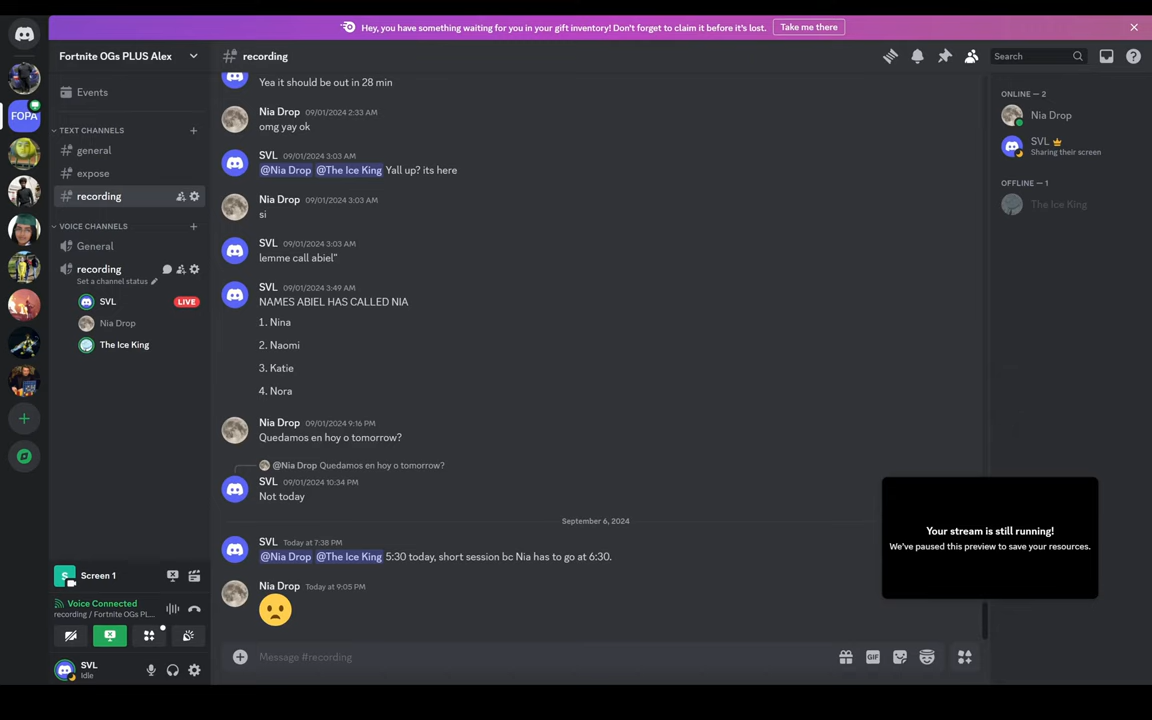 Hey, you have something waiting for you in your gift inventory! Don't forget to claim it before it's lost.
Take me there
Fortnite OGs PLUS Alex
recording
Search
FOPA
Events
TEXT CHANNELS
general
expose
recording
VOICE CHANNELS
General
recording
Set a channel status
SVL
LIVE
Nia Drop
The Ice King
Yea it should be out in 28 min
Nia Drop 09/01/2024 2:33 AM
omg yay ok
SVL 09/01/2024 3:03 AM
@Nia Drop @The Ice King Yall up? its here
Nia Drop 09/01/2024 3:03 AM
si
SVL 09/01/2024 3:03 AM
lemme call abiel"
SVL 09/01/2024 3:49 AM
NAMES ABIEL HAS CALLED NIA
1. Nina
2. Naomi
3. Katie
4. Nora
Nia Drop 09/01/2024 9:16 PM
Quedamos en hoy o tomorrow?
@Nia Drop Quedamos en hoy o tomorrow?
SVL 09/01/2024 10:34 PM
Not today
September 6, 2024
SVL Today at 7:38 PM
@Nia Drop @The Ice King 5:30 today, short session bc Nia has to go at 6:30.
Nia Drop Today at 9:05 PM
Message #recording
GIF
ONLINE — 2
Nia Drop
SVL
Sharing their screen
OFFLINE — 1
The Ice King
Your stream is still running!
We've paused this preview to save your resources.
S
Screen 1
Voice Connected
recording / Fortnite OGs PL...
SVL
Idle